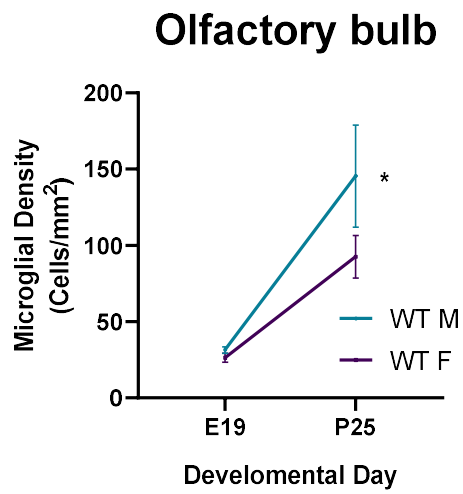 Olfactory bulb
Microglial Density
(Cells/mm²)
200
150
100
50
0
*
WT M
WT F
E19
P25
Develomental Day